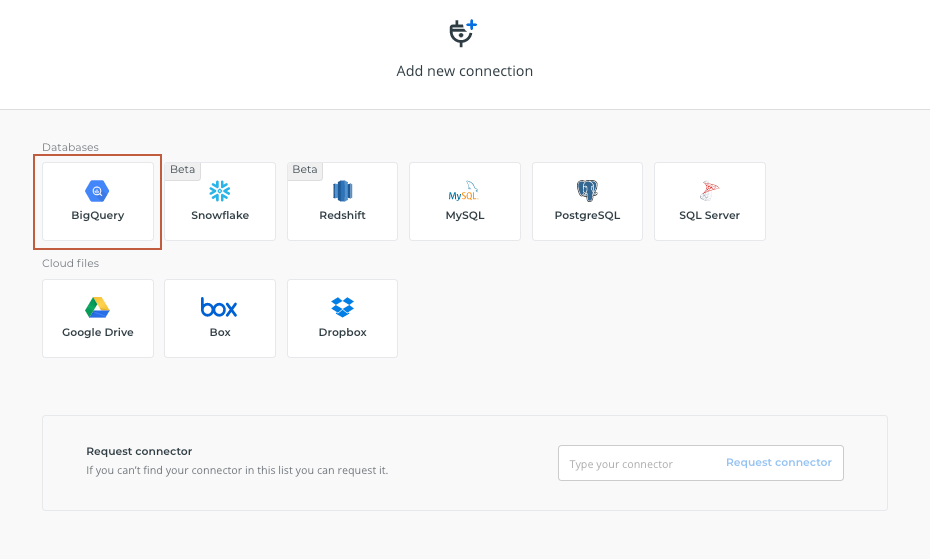 Add new connection
Databases
BigQuery
Beta
Snowflake
Beta
Redshift
MySQL
MySQL
PostgreSQL
SQL Server
Cloud files
Google Drive
box
Box
Dropbox
Request connector
If you can't find your connector in this list you can request it.
Type your connector
Request connector